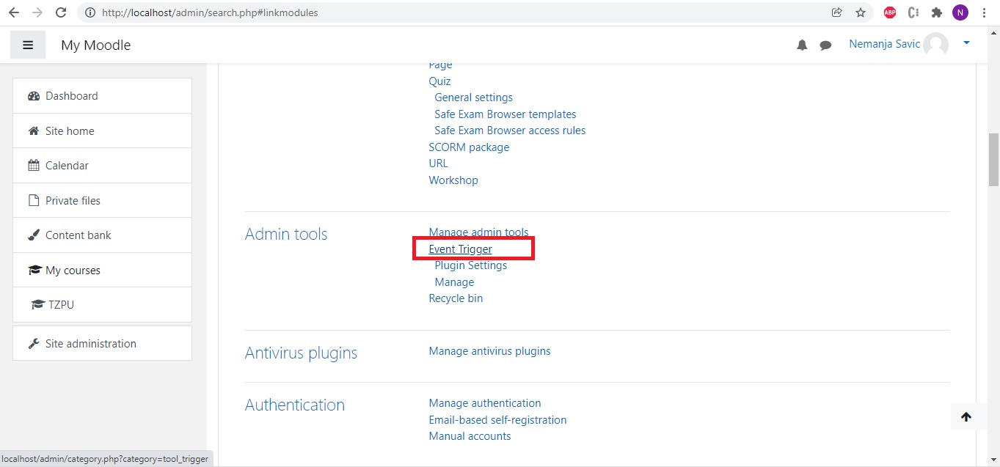 http://localhost/admin/search.php#linkmodules
ABP
N
My Moodle
Nemanja Savic
Dashboard
Site home
Calendar
Private files
Content bank
My courses
TZPU
Site administration
Page
Quiz
General settings
Safe Exam Browser templates
Safe Exam Browser access rules
SCORM package
URL
Workshop
Admin tools
Manage admin tools
Event Trigger
Plugin Settings
Manage
Recycle bin
Antivirus plugins
Manage antivirus plugins
Authentication
Manage authentication
Email-based self-registration
Manual accounts
localhost/admin/category.php?category=tool_trigger